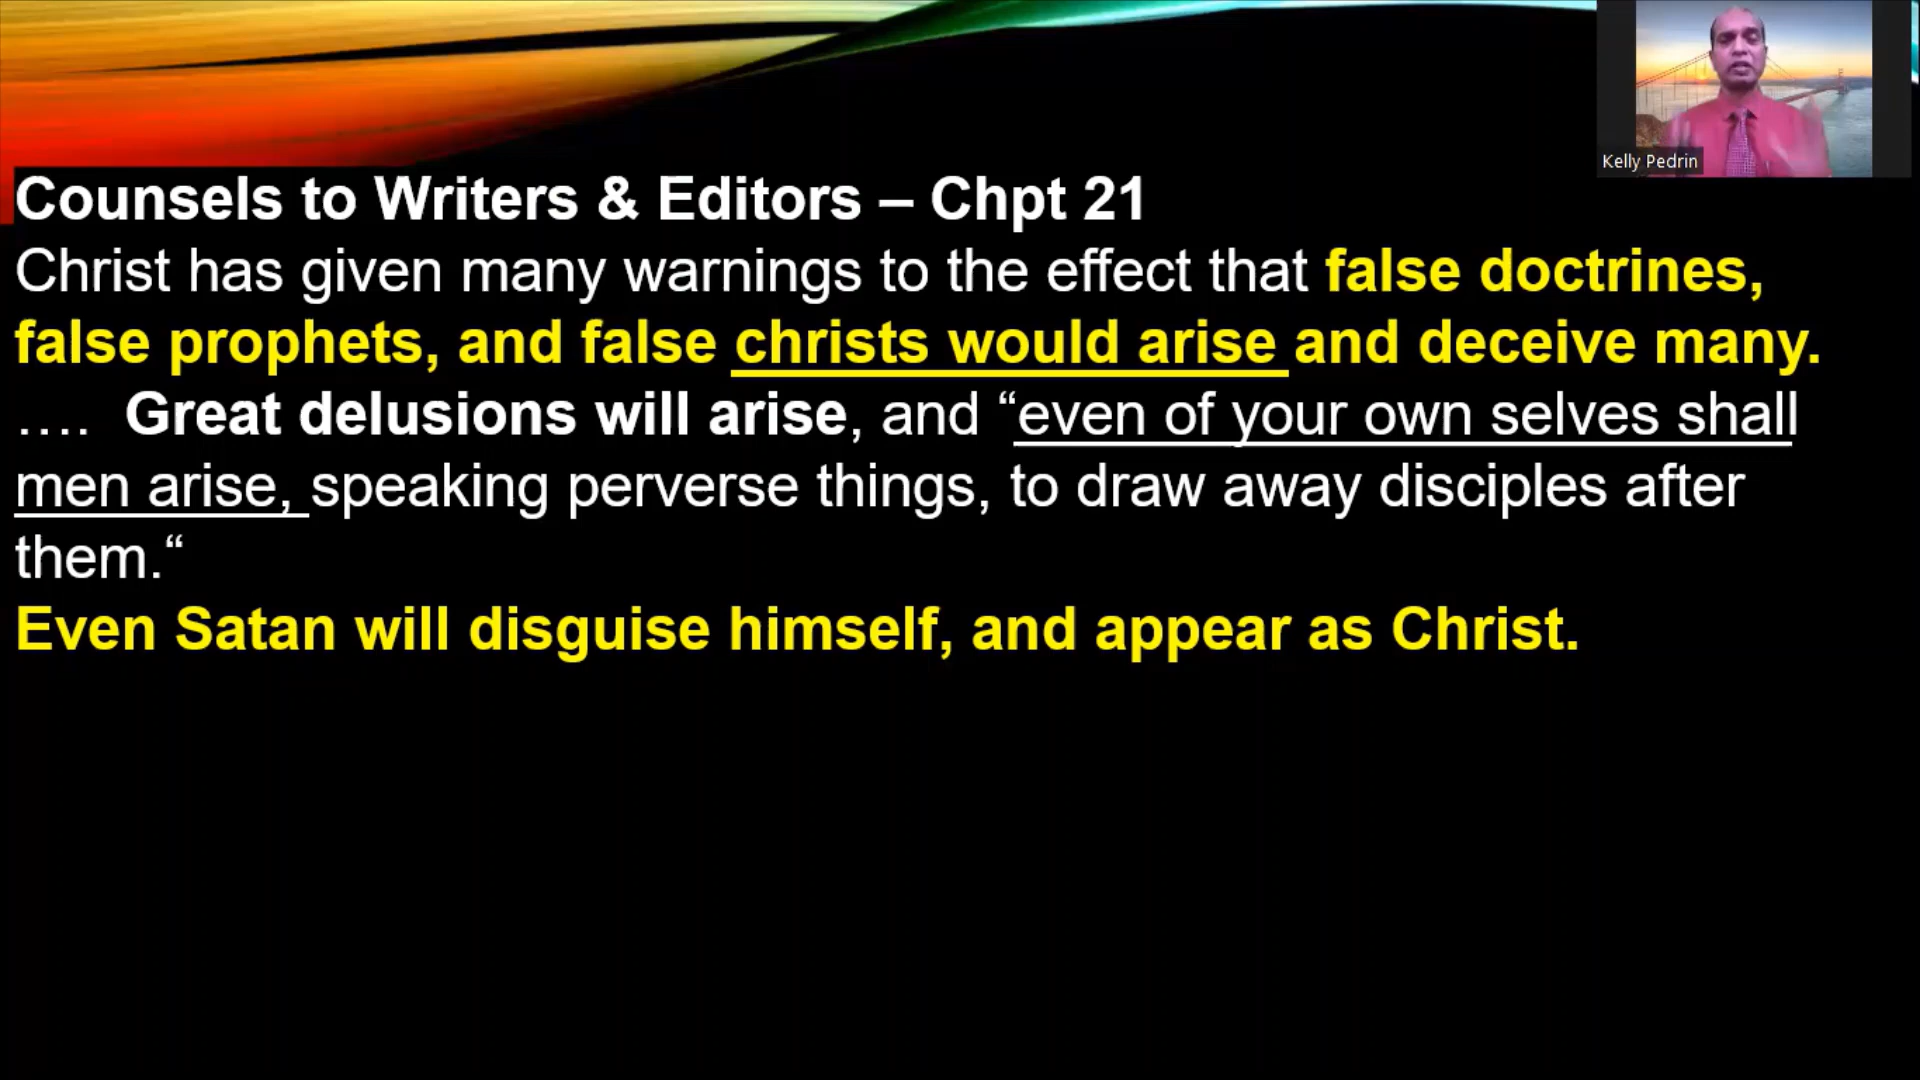 Kelly Pedrin
Counsels to Writers & Editors – Chpt 21
Christ has given many warnings to the effect that false doctrines,
false prophets, and false christs would arise and deceive many.
…. Great delusions will arise, and “even of your own selves shall
men arise, speaking perverse things, to draw away disciples after
them.“
Even Satan will disguise himself, and appear as Christ.